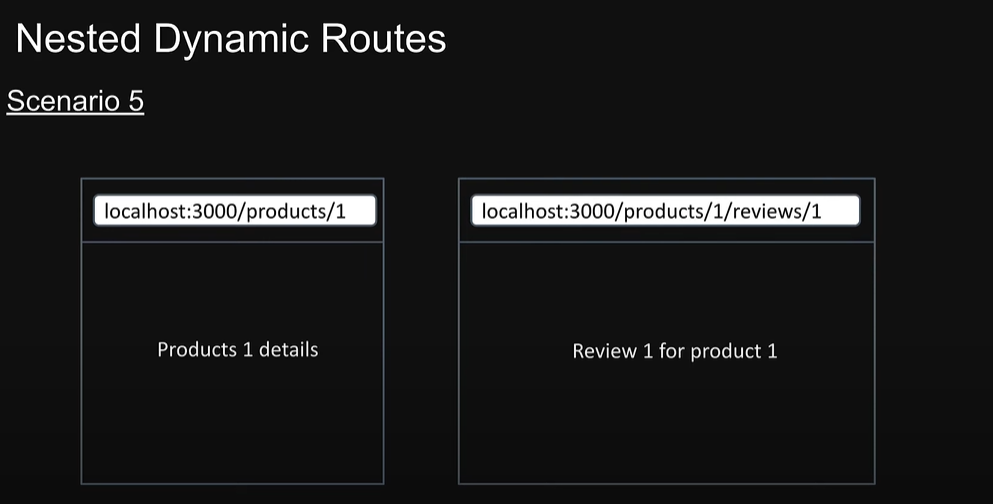 Nested Dynamic Routes
Scenario 5
localhost:3000/products/1
localhost:3000/products/1/reviews/1
Products 1 details
Review 1 for product 1